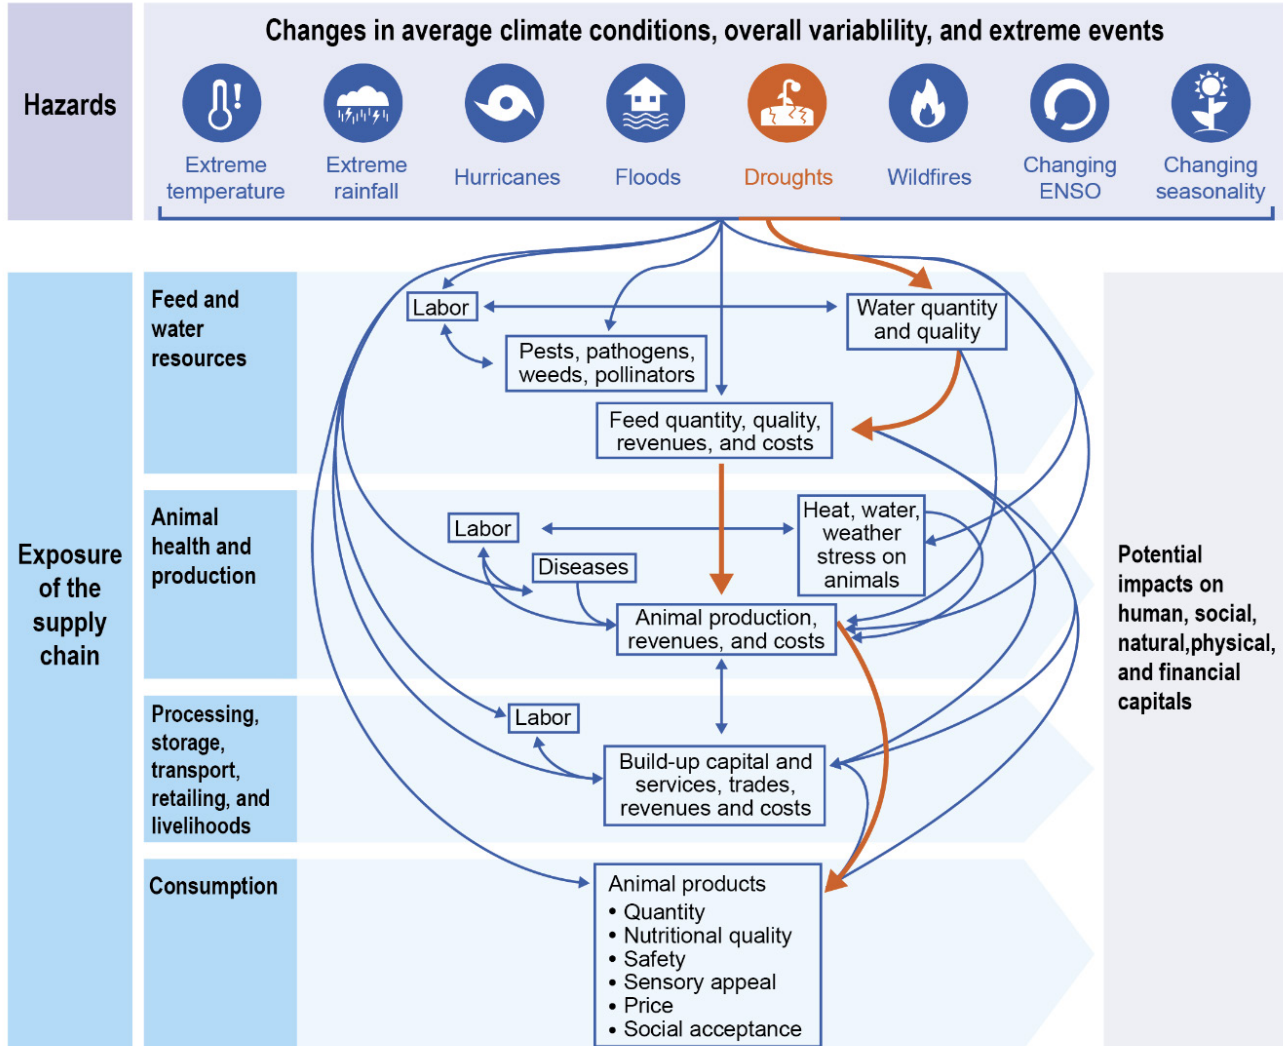 Changes in average climate conditions, overall variablility, and extreme events
Hazards
Extreme
temperature
Extreme
rainfall
Hurricanes
Floods
Droughts
Wildfires
Changing
ENSO
Changing
seasonality
Exposure
of the
supply
chain
Feed and
water
resources
Labor
Water quantity
and quality
Pests, pathogens,
weeds, pollinators
Feed quantity, quality,
revenues, and costs
Animal
health and
production
Labor
Heat, water,
weather
stress on
animals
Diseases
Animal production,
revenues, and costs
Processing,
storage,
transport,
retailing, and
livelihoods
Labor
Build-up capital and
services, trades,
revenues and costs
Consumption
Animal products
• Quantity
• Nutritional quality
• Safety
• Sensory appeal
• Price
• Social acceptance
Potential
impacts on
human, social,
natural,physical,
and financial
capitals